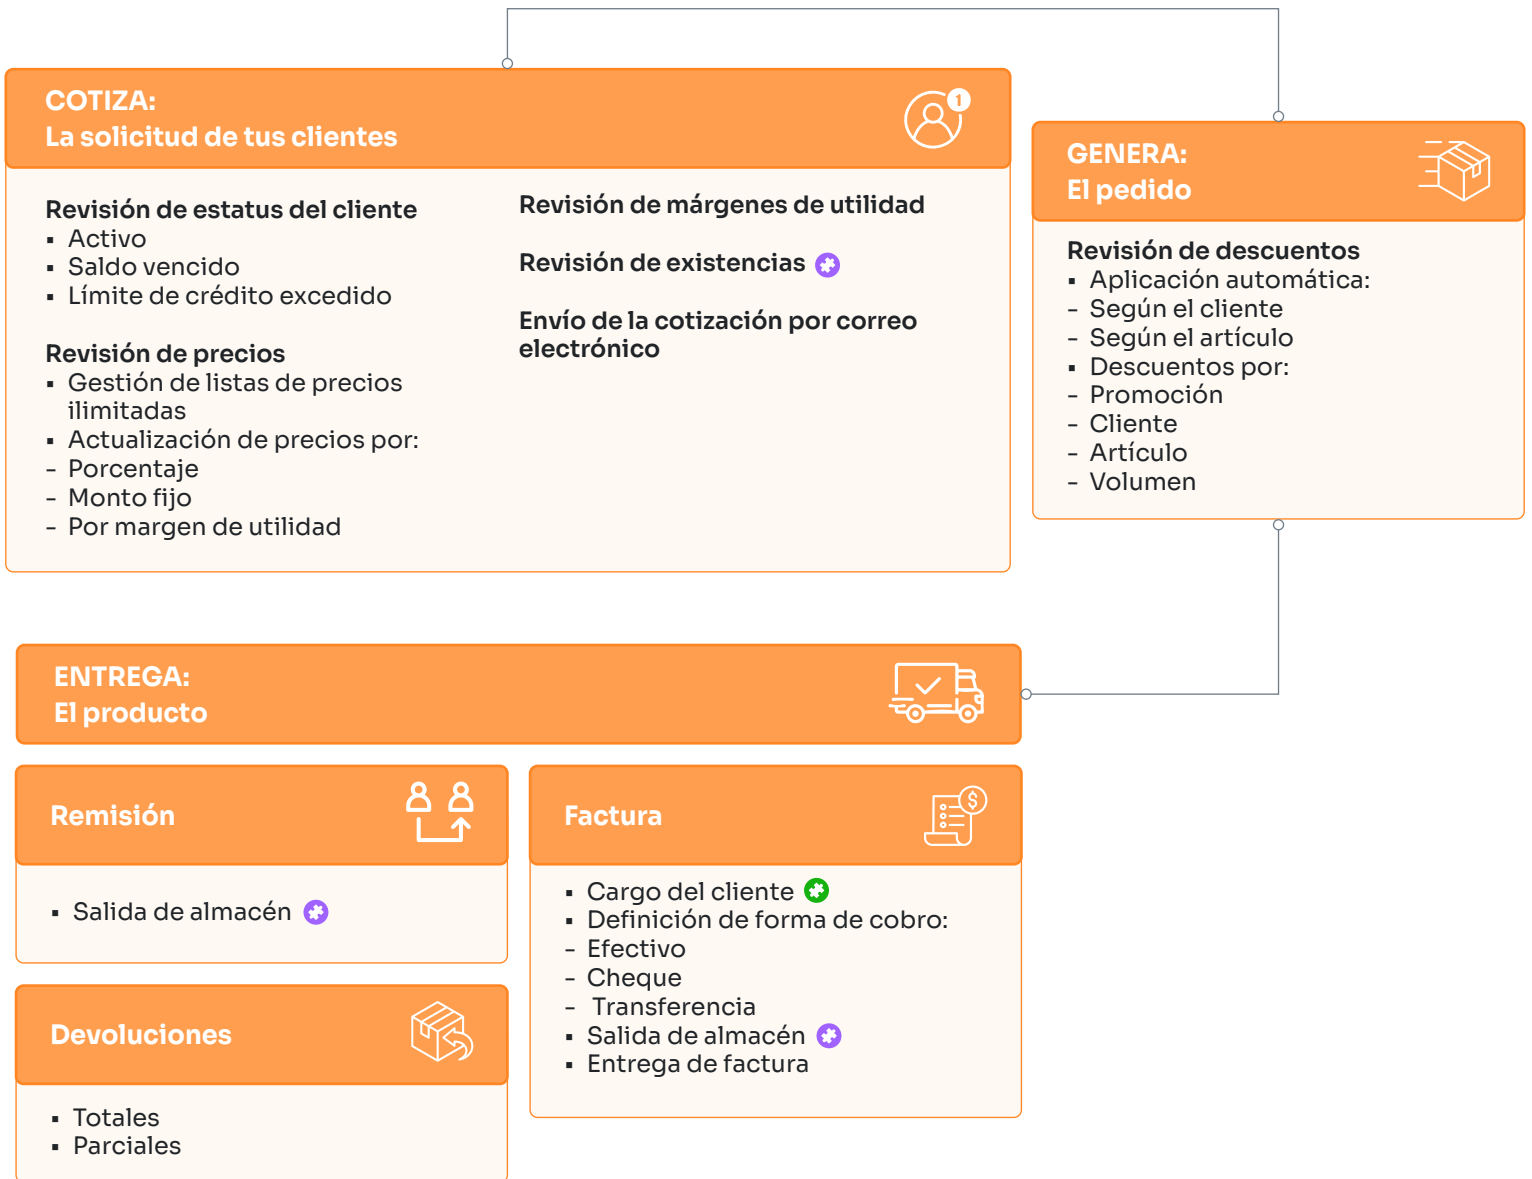 COTIZA:
La solicitud de tus clientes
1
Revisión de estatus del cliente
▪ Activo
▪ Saldo vencido
▪ Límite de crédito excedido
Revisión de precios
▪ Gestión de listas de precios
ilimitadas
▪ Actualización de precios por:
- Porcentaje
- Monto fijo
- Por margen de utilidad
Revisión de márgenes de utilidad
Revisión de existencias
Envío de la cotización por correo
electrónico
GENERA:
El pedido
Revisión de descuentos
▪ Aplicación automática:
- Según el cliente
- Según el artículo
▪ Descuentos por:
- Promoción
- Cliente
- Artículo
- Volumen
ENTREGA:
El producto
Remisión
▪ Salida de almacén
Devoluciones
▪ Totales
▪ Parciales
Factura
$
▪ Cargo del cliente
▪ Definición de forma de cobro:
- Efectivo
- Cheque
- Transferencia
▪ Salida de almacén
▪ Entrega de factura